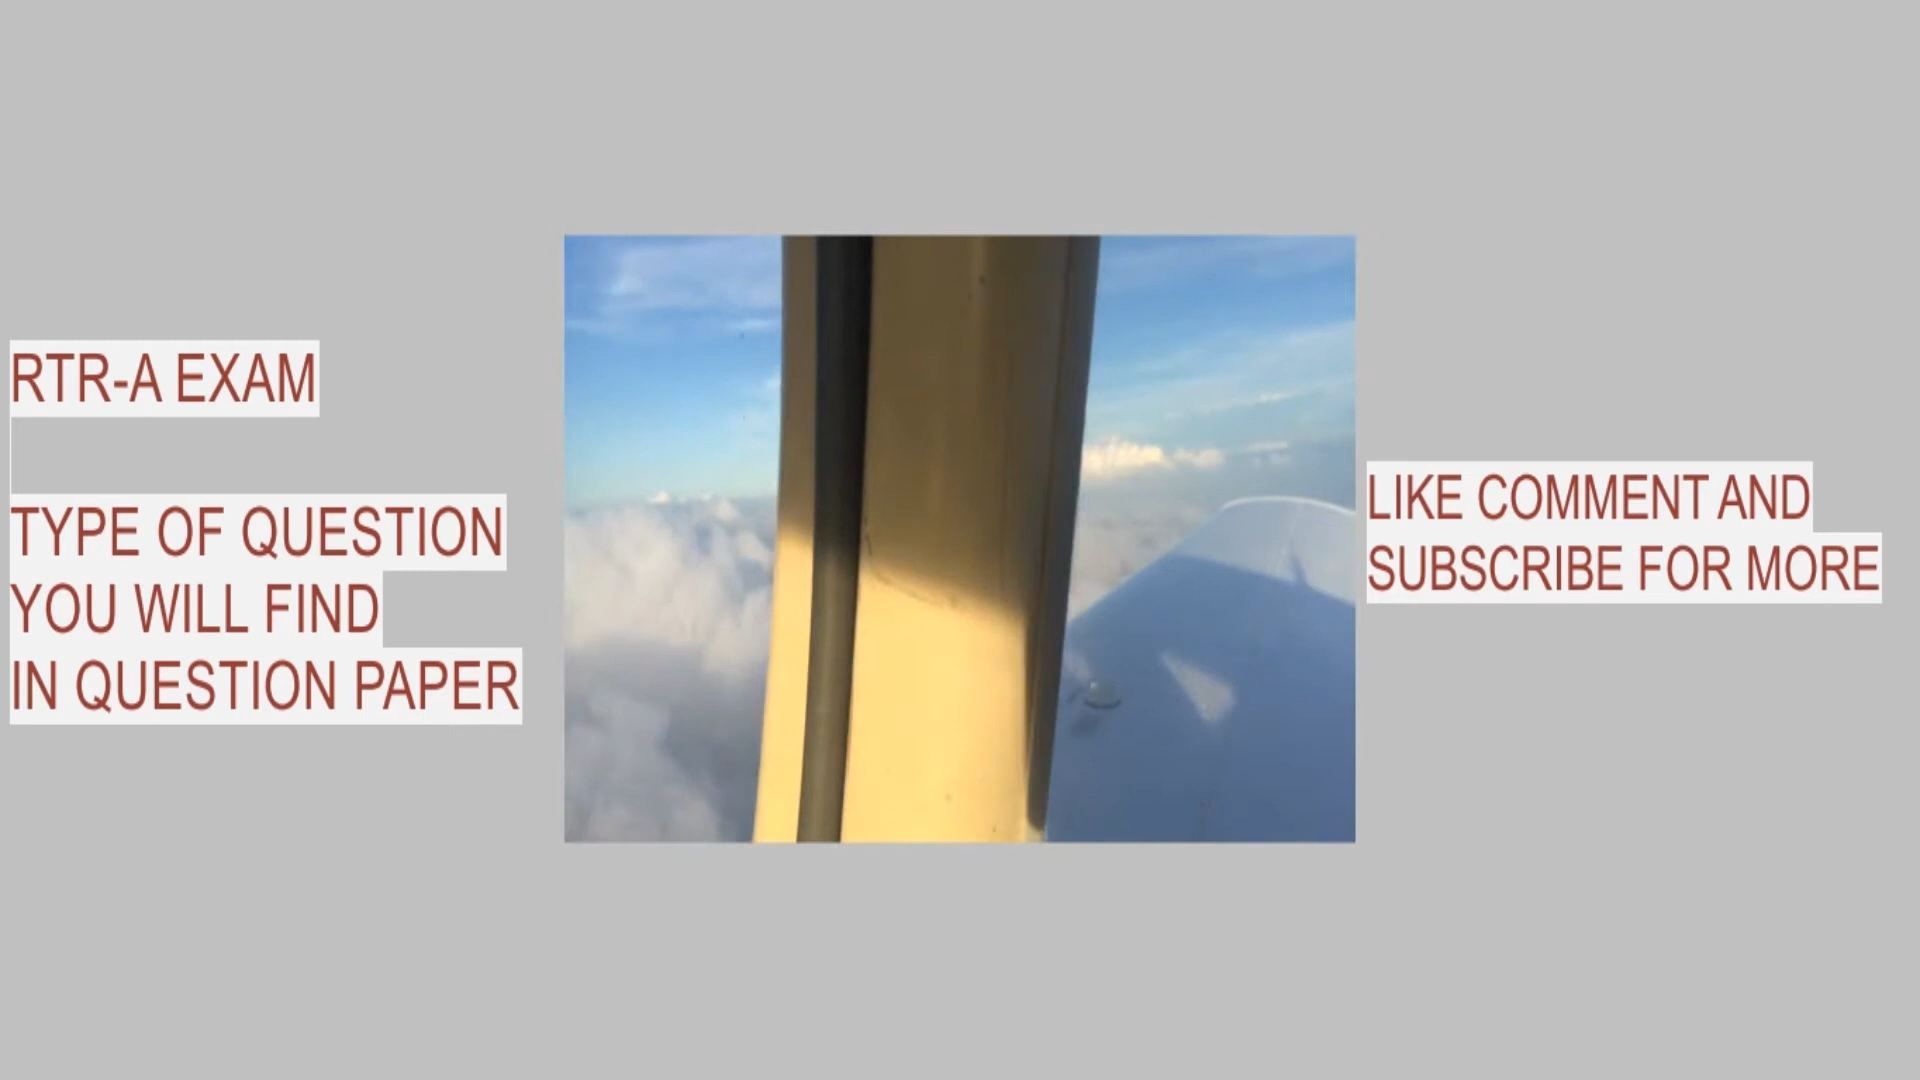 RTR-A EXAM
TYPE OF QUESTION
YOU WILL FIND
IN QUESTION PAPER
LIKE COMMENT AND
SUBSCRIBE FOR MORE